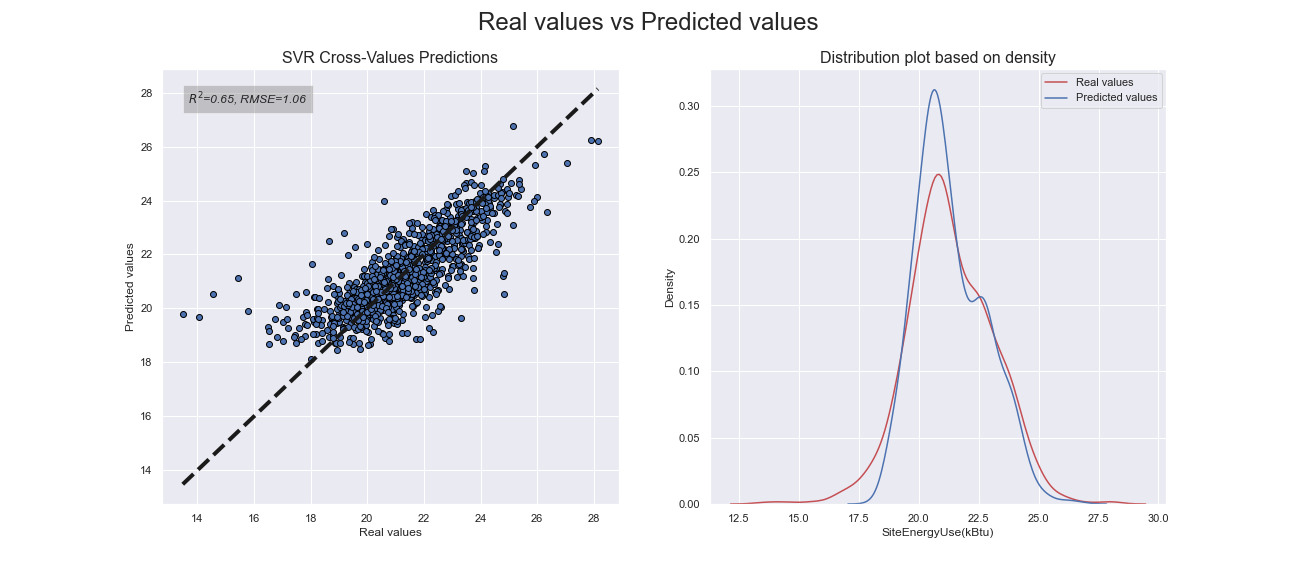 Real values vs Predicted values
SVR Cross-Values Predictions
R²=0.65, RMSE=1.06
28
26
24
22
20
18
16
14
Predicted values
14 16 18 20 22 24 26 28
Real values
Distribution plot based on density
Real values
Predicted values
0.30
0.25
0.20
0.15
0.10
0.05
0.00
Density
12.5 15.0 17.5 20.0 22.5 25.0 27.5 30.0
SiteEnergyUse(kBtu)